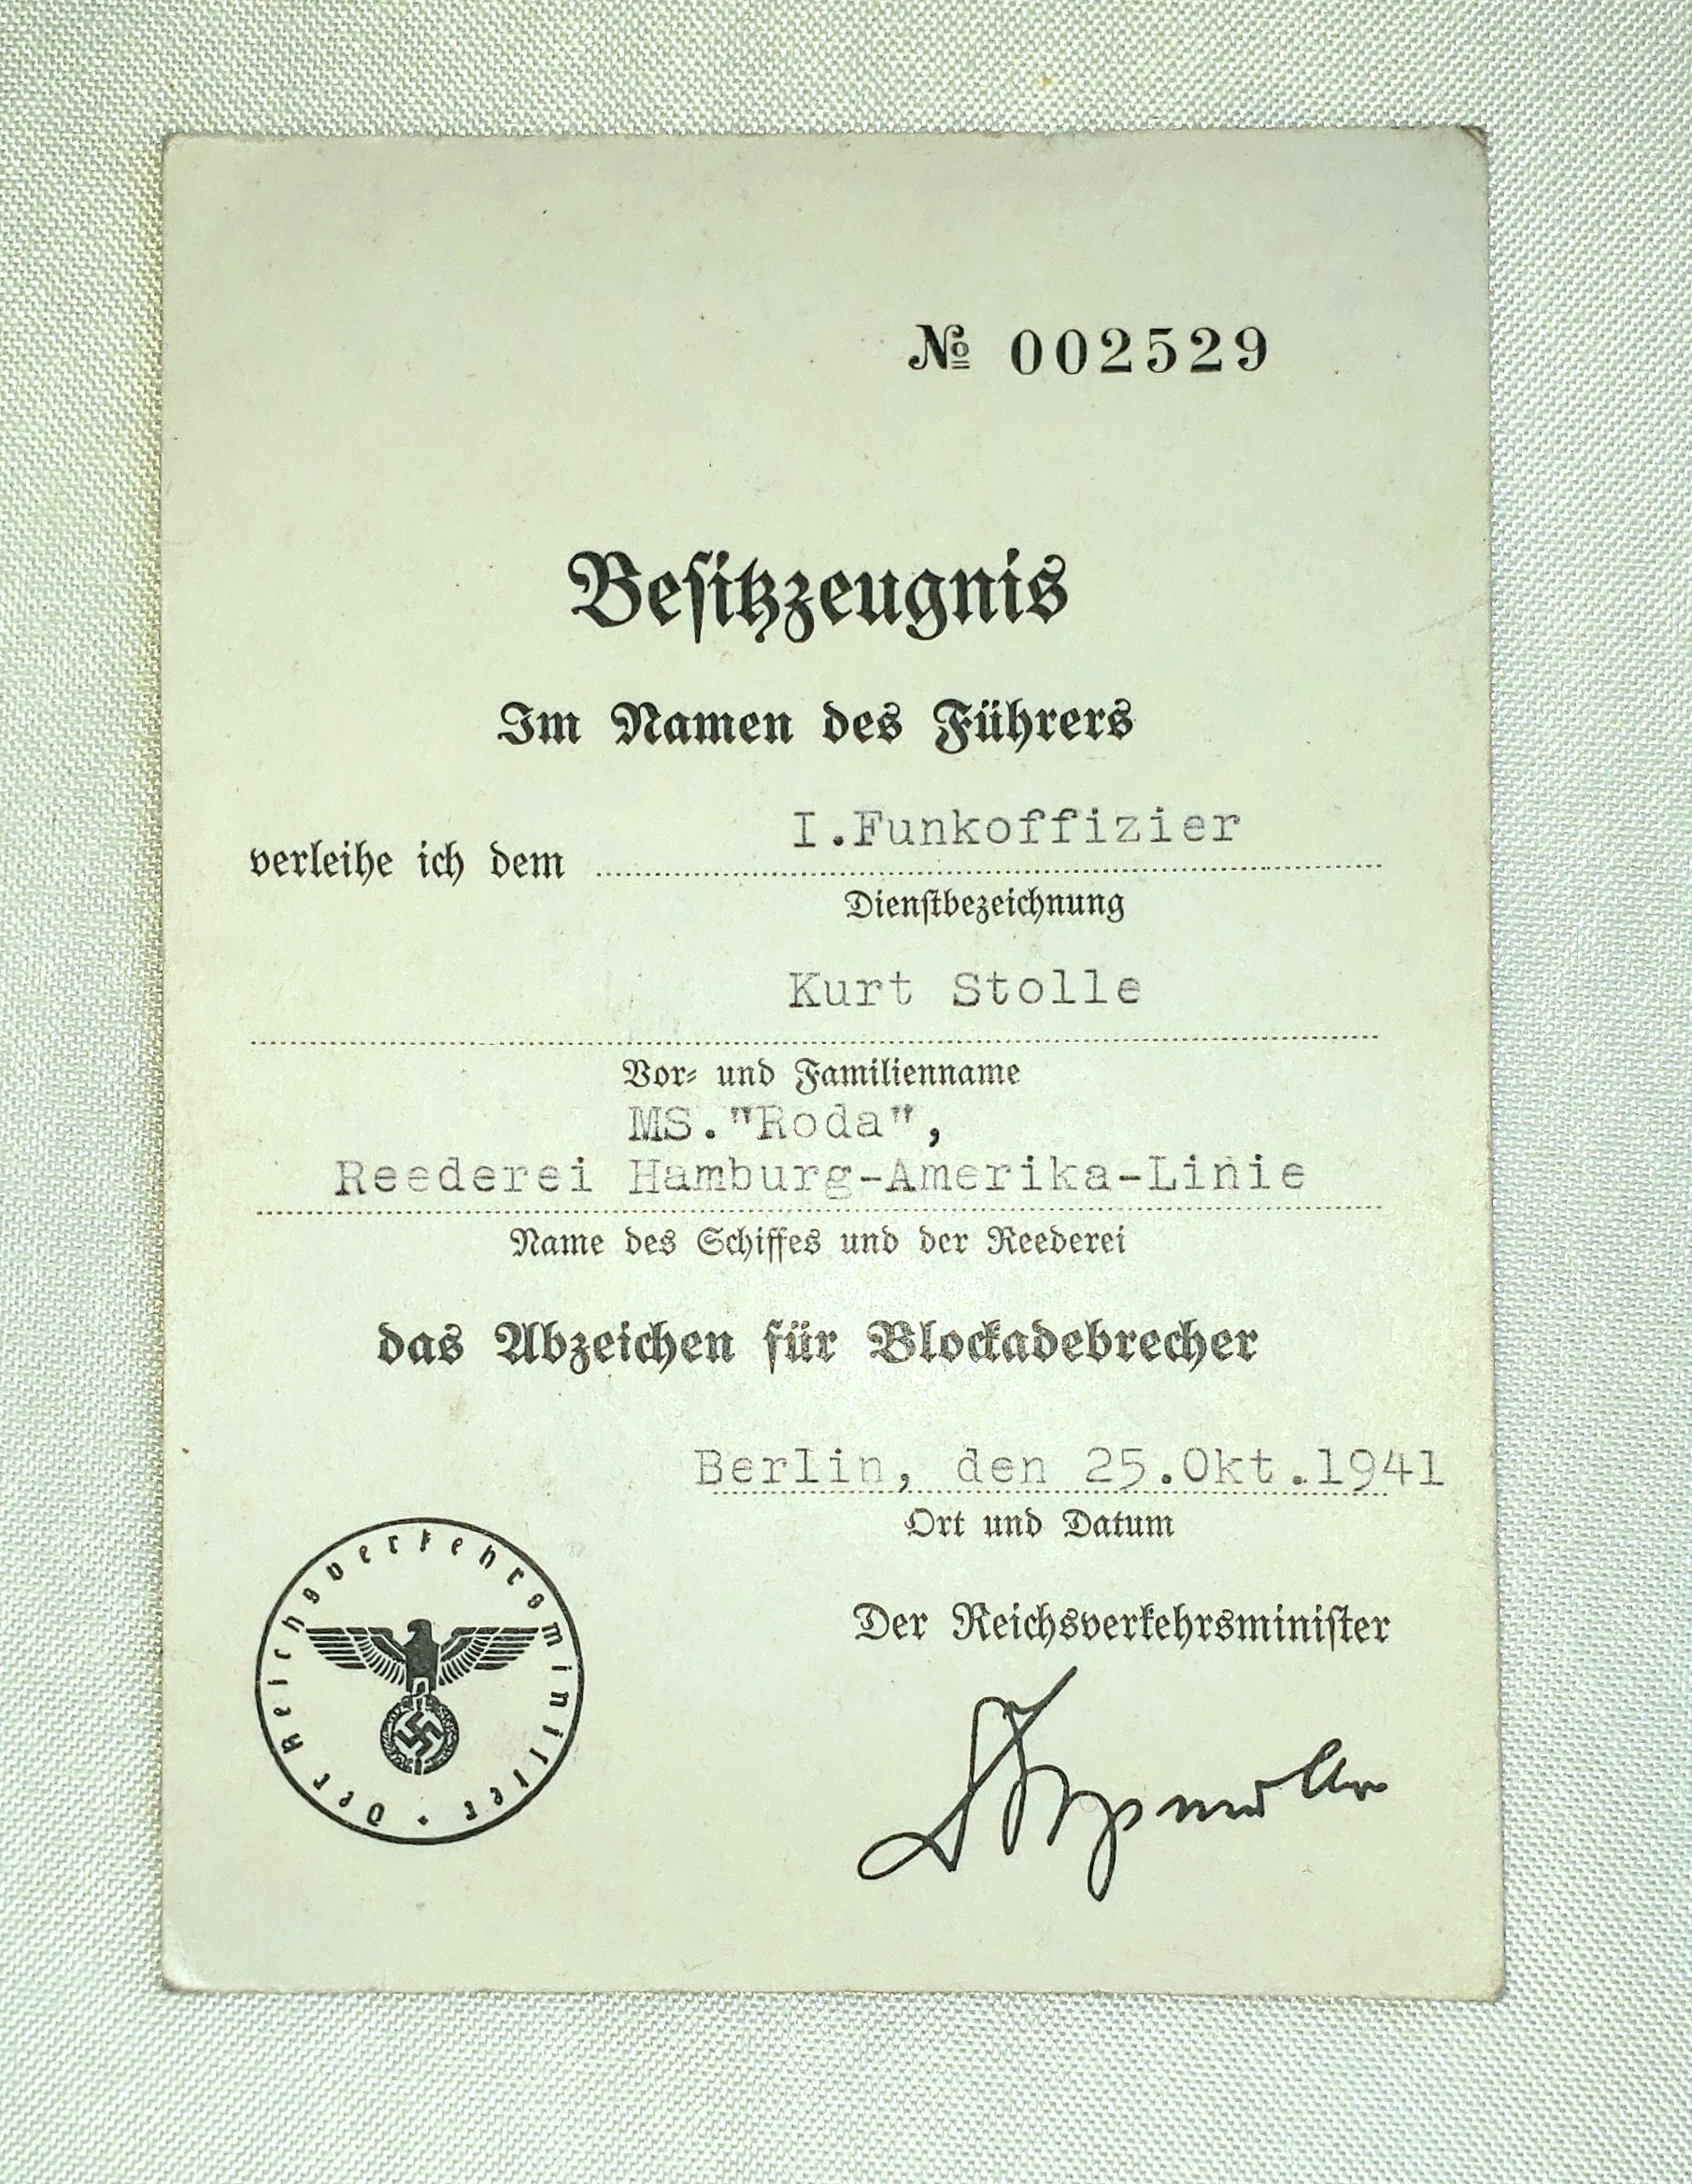 № 002529
Besitzzeugnis
Im Namen des Führers
verleihe ich dem I.Funkoffizier
Dienstbezeichnung
Kurt Stolle
Vor- und Familienname
MS."Roda",
Reederei Hamburg-Amerika-Linie
Name des Schiffes und der Reederei
das Abzeichen für Blockadebrecher
Berlin, den 25.Okt.1941
Ort und Datum
Der Reichsverkehrsminister
Der Reichsverkehrsminister